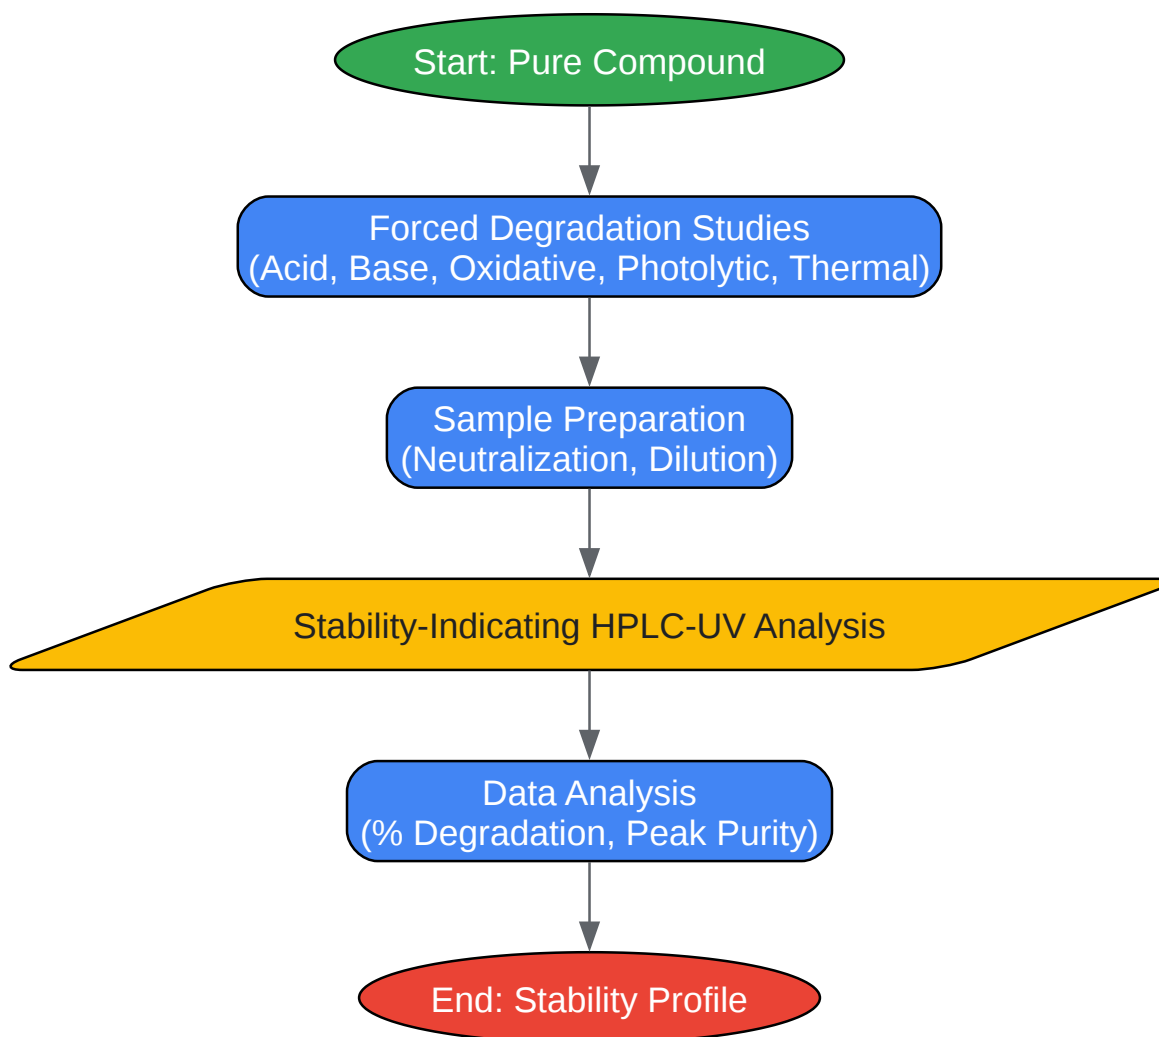 Start: Pure Compound
Forced Degradation Studies
(Acid, Base, Oxidative, Photolytic, Thermal)
Sample Preparation
(Neutralization, Dilution)
Stability-Indicating HPLC-UV Analysis
Data Analysis
(% Degradation, Peak Purity)
End: Stability Profile